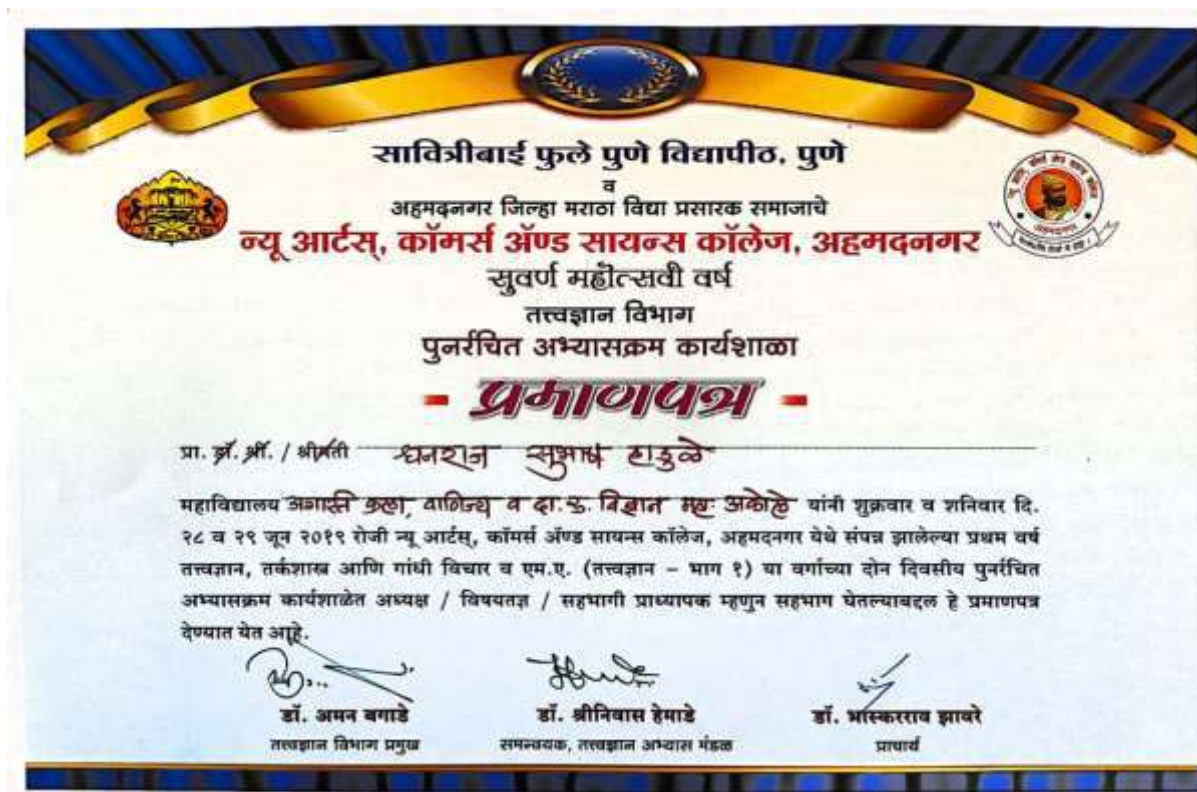 सावित्रीबाई फुले पुणे विद्यापीठ, पुणे
व
अहमदनगर जिल्हा मराठा विद्या प्रसारक समाजाचे
न्यू आर्टस्, कॉमर्स ॲण्ड सायन्स कॉलेज, अहमदनगर
सुवर्ण महोत्सवी वर्ष
तत्त्वज्ञान विभाग
पुनर्रचित अभ्यासक्रम कार्यशाळा
- प्रमाणपत्र -
प्रा. डॉ. श्री. / श्रीमती धनराज सुभाष हाडुळे
महाविद्यालय अगस्ति कला, वाणिज्य व दा. रु. विज्ञान महा. अकोले यांनी शुक्रवार व शनिवार दि.
२८ व २९ जून २०१९ रोजी न्यू आर्टस्, कॉमर्स ॲण्ड सायन्स कॉलेज, अहमदनगर येथे संपन्न झालेल्या प्रथम वर्ष
तत्त्वज्ञान, तर्कशास्त्र आणि गांधी विचार व एम.ए. (तत्त्वज्ञान – भाग १) या वर्गाच्या दोन दिवसीय पुनर्रचित
अभ्यासक्रम कार्यशाळेत अध्यक्ष / विषयतज्ञ / सहभागी प्राध्यापक म्हणुन सहभाग घेतल्याबद्दल हे प्रमाणपत्र
देण्यात येत आहे.
डॉ. अमन बगाडे
तत्त्वज्ञान विभाग प्रमुख
डॉ. श्रीनिवास हेमाडे
समन्वयक, तत्त्वज्ञान अभ्यास मंडळ
डॉ. भास्करराव झावरे
प्राचार्य